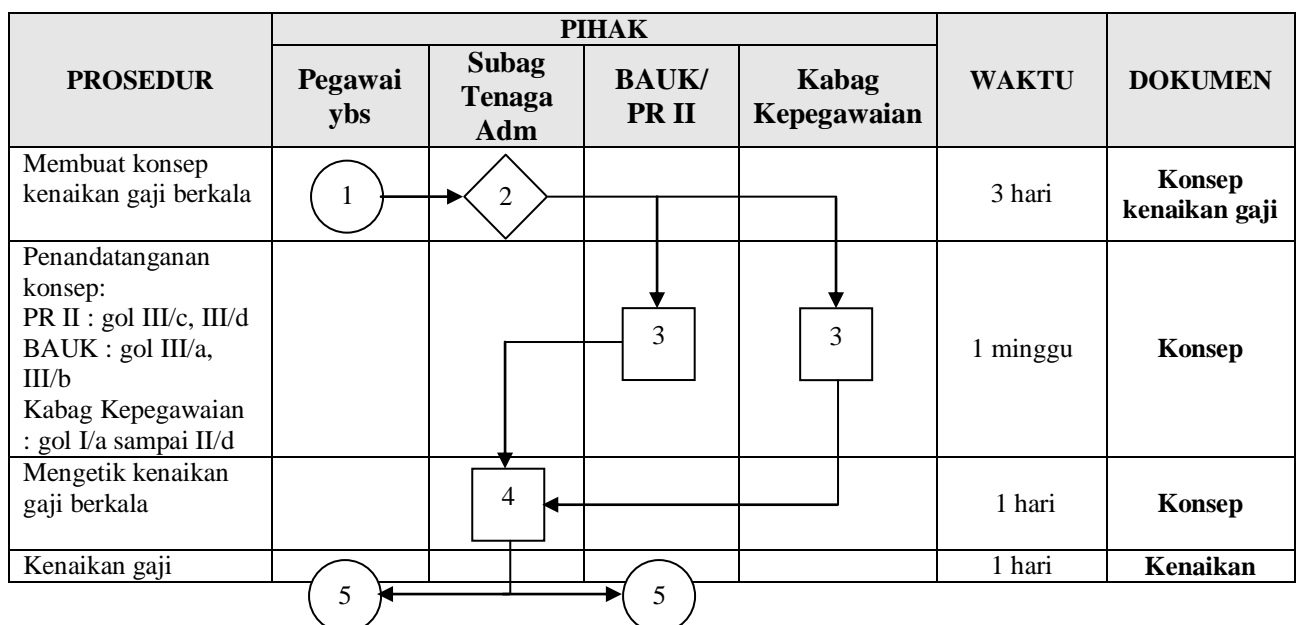 PROSEDUR
PIHAK
WAKTU
DOKUMEN
Pegawai
ybs
Subag
Tenaga
Adm
BAUK/
PR II
Kabag
Kepegawaian
Membuat konsep
kenaikan gaji berkala
1
2
3 hari
Konsep
kenaikan gaji
Penandatanganan
konsep:
PR II : gol III/c, III/d
BAUK : gol III/a,
III/b
Kabag Kepegawaian
: gol I/a sampai II/d
3
3
1 minggu
Konsep
Mengetik kenaikan
gaji berkala
4
1 hari
Konsep
Kenaikan gaji
5
5
1 hari
Kenaikan